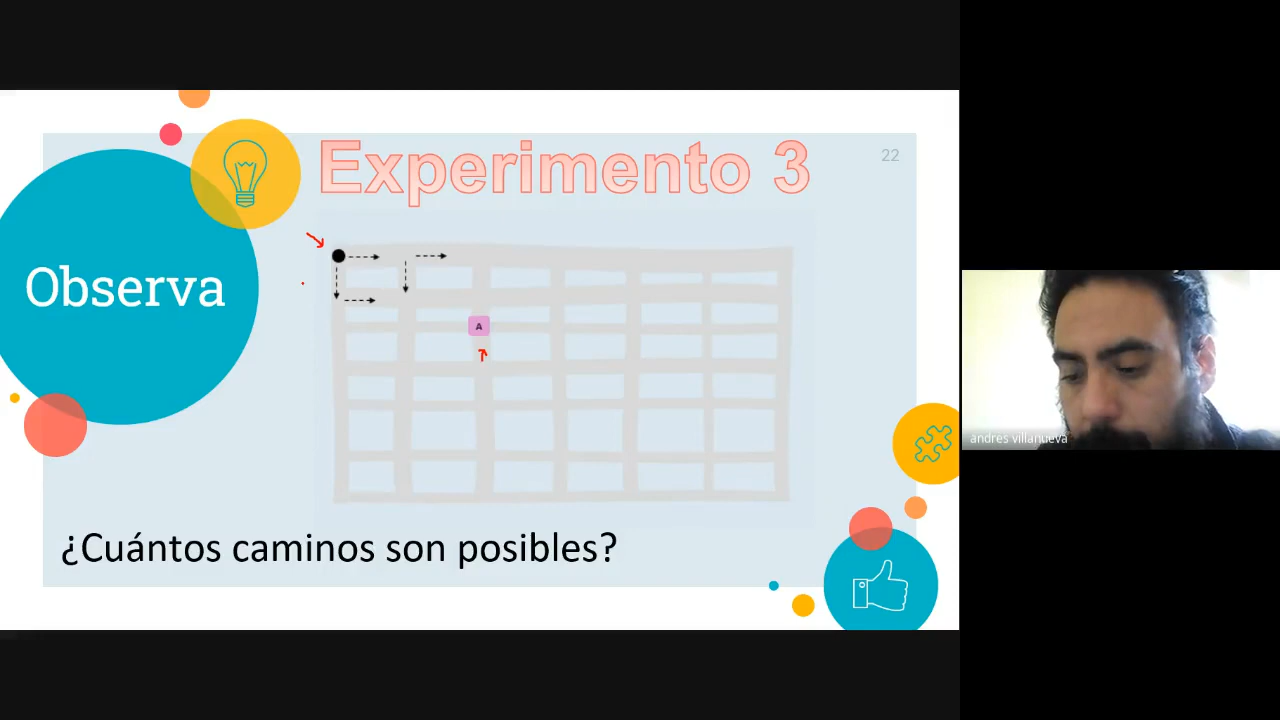 Experimento 3
22
Observa
A
andres villanueva
¿Cuántos caminos son posibles?